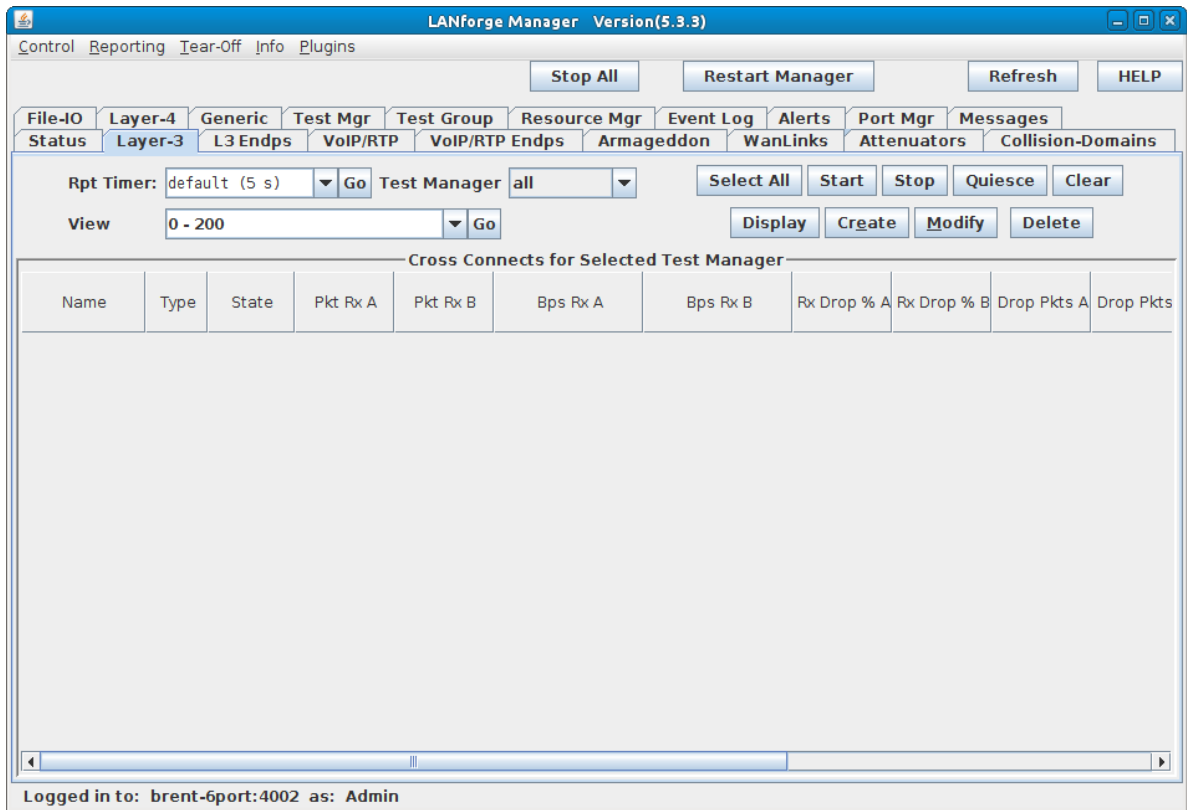 LANforge Manager Version(5.3.3)
Control Reporting Tear-Off Info Plugins
Stop All Restart Manager Refresh HELP
File-IO Layer-4 Generic Test Mgr Test Group Resource Mgr Event Log Alerts Port Mgr Messages
Status Layer-3 L3 Endps VoIP/RTP VoIP/RTP Endps Armageddon WanLinks Attenuators Collision-Domains
Rpt Timer: default (5 s) Go Test Manager all Select All Start Stop Quiesce Clear
View 0 - 200 Go Display Create Modify Delete
Cross Connects for Selected Test Manager
Name Type State Pkt Rx A Pkt Rx B Bps Rx A Bps Rx B Rx Drop % A Rx Drop % B Drop Pkts A Drop Pkts
Logged in to: brent-6port:4002 as: Admin